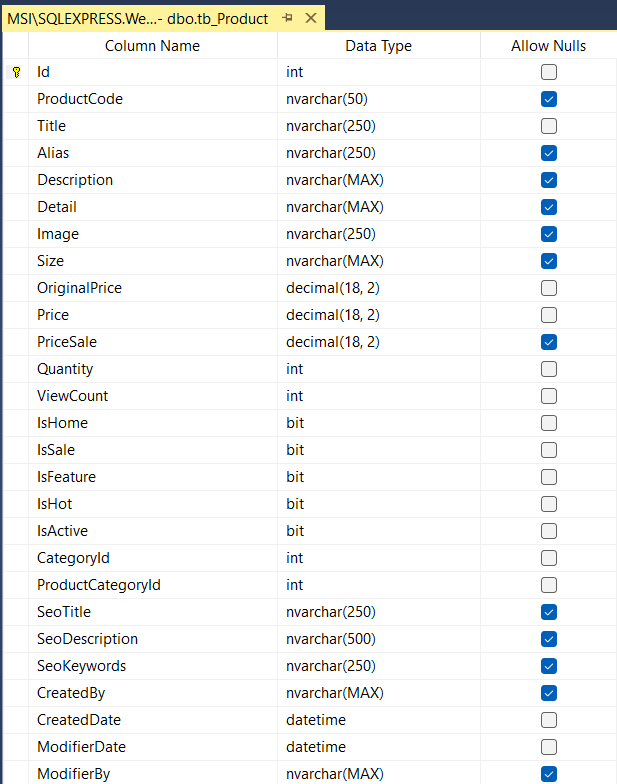 MSI\SQLEXPRESS.We...- dbo.tb_Product
Column Name Data Type Allow Nulls
Id int
ProductCode nvarchar(50)
Title nvarchar(250)
Alias nvarchar(250)
Description nvarchar(MAX)
Detail nvarchar(MAX)
Image nvarchar(250)
Size nvarchar(MAX)
OriginalPrice decimal(18, 2)
Price decimal(18, 2)
PriceSale decimal(18, 2)
Quantity int
ViewCount int
IsHome bit
IsSale bit
IsFeature bit
IsHot bit
IsActive bit
CategoryId int
ProductCategoryId int
SeoTitle nvarchar(250)
SeoDescription nvarchar(500)
SeoKeywords nvarchar(250)
CreatedBy nvarchar(MAX)
CreatedDate datetime
ModifierDate datetime
ModifierBy nvarchar(MAX)